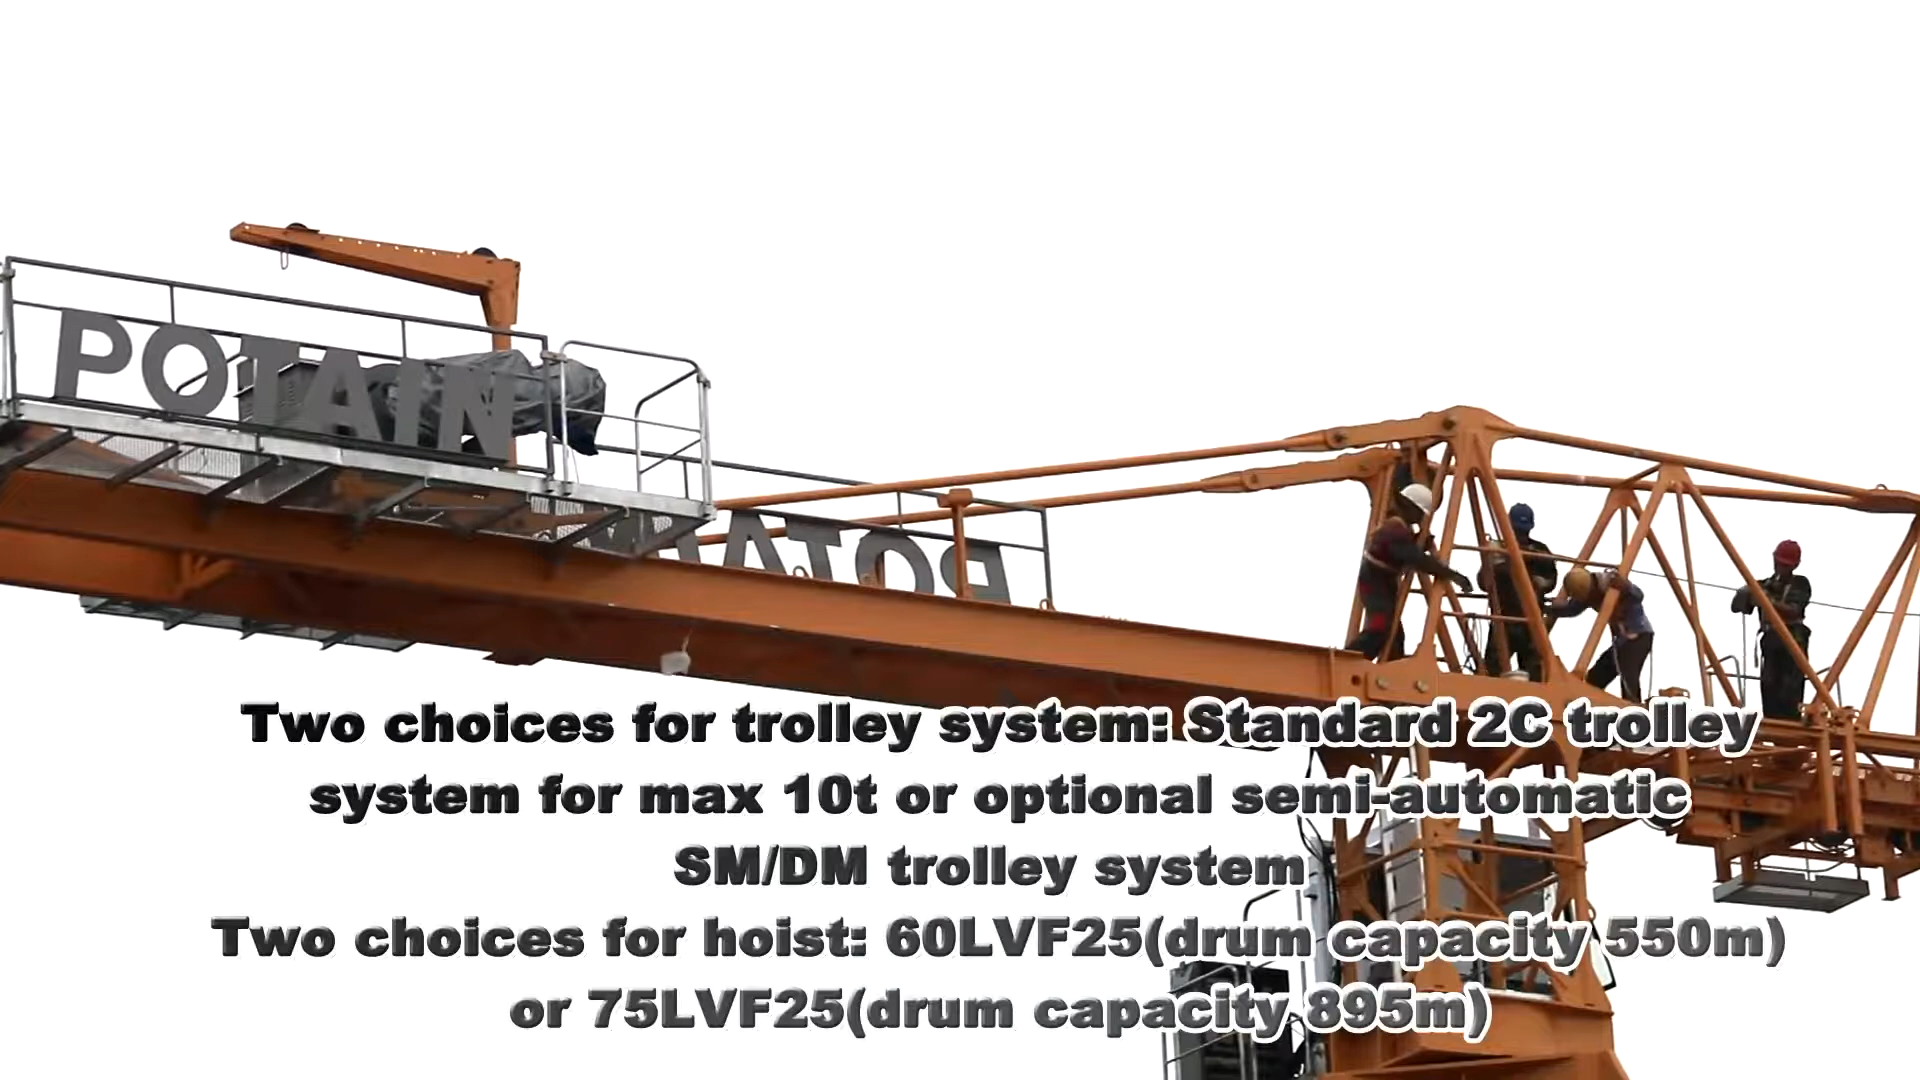 POTAIN
POTAIN
Two choices for trolley system: Standard 2C trolley
system for max 10t or optional semi-automatic
SM/DM trolley system
Two choices for hoist: 60LVF25(drum capacity 550m)
or 75LVF25(drum capacity 895m)